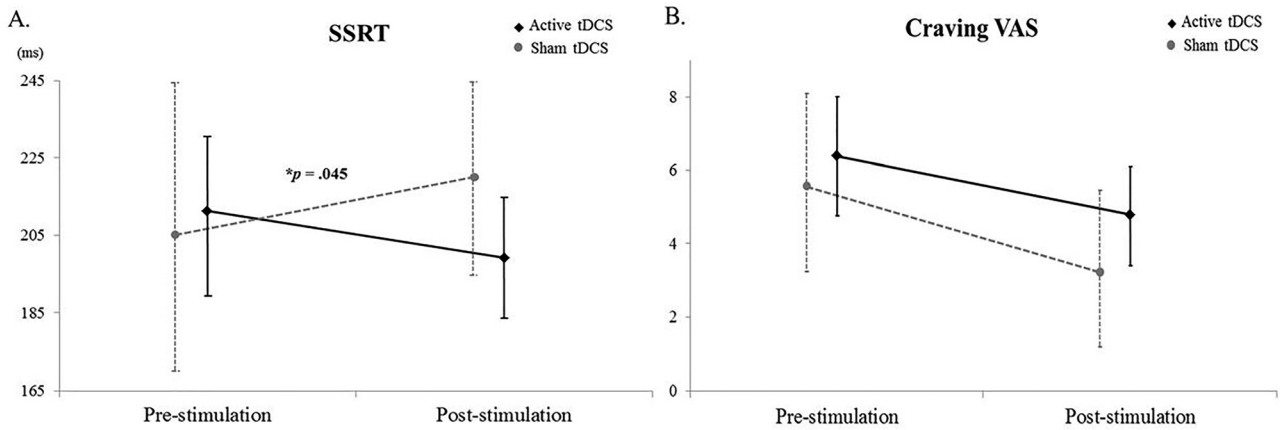 A.
SSRT
Active tDCS
Sham tDCS
(ms)
245
225
205
185
165
*p = .045
Pre-stimulation
Post-stimulation
B.
Craving VAS
Active tDCS
Sham tDCS
8
6
4
2
0
Pre-stimulation
Post-stimulation